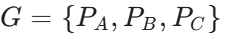 G = {P_A, P_B, P_C}